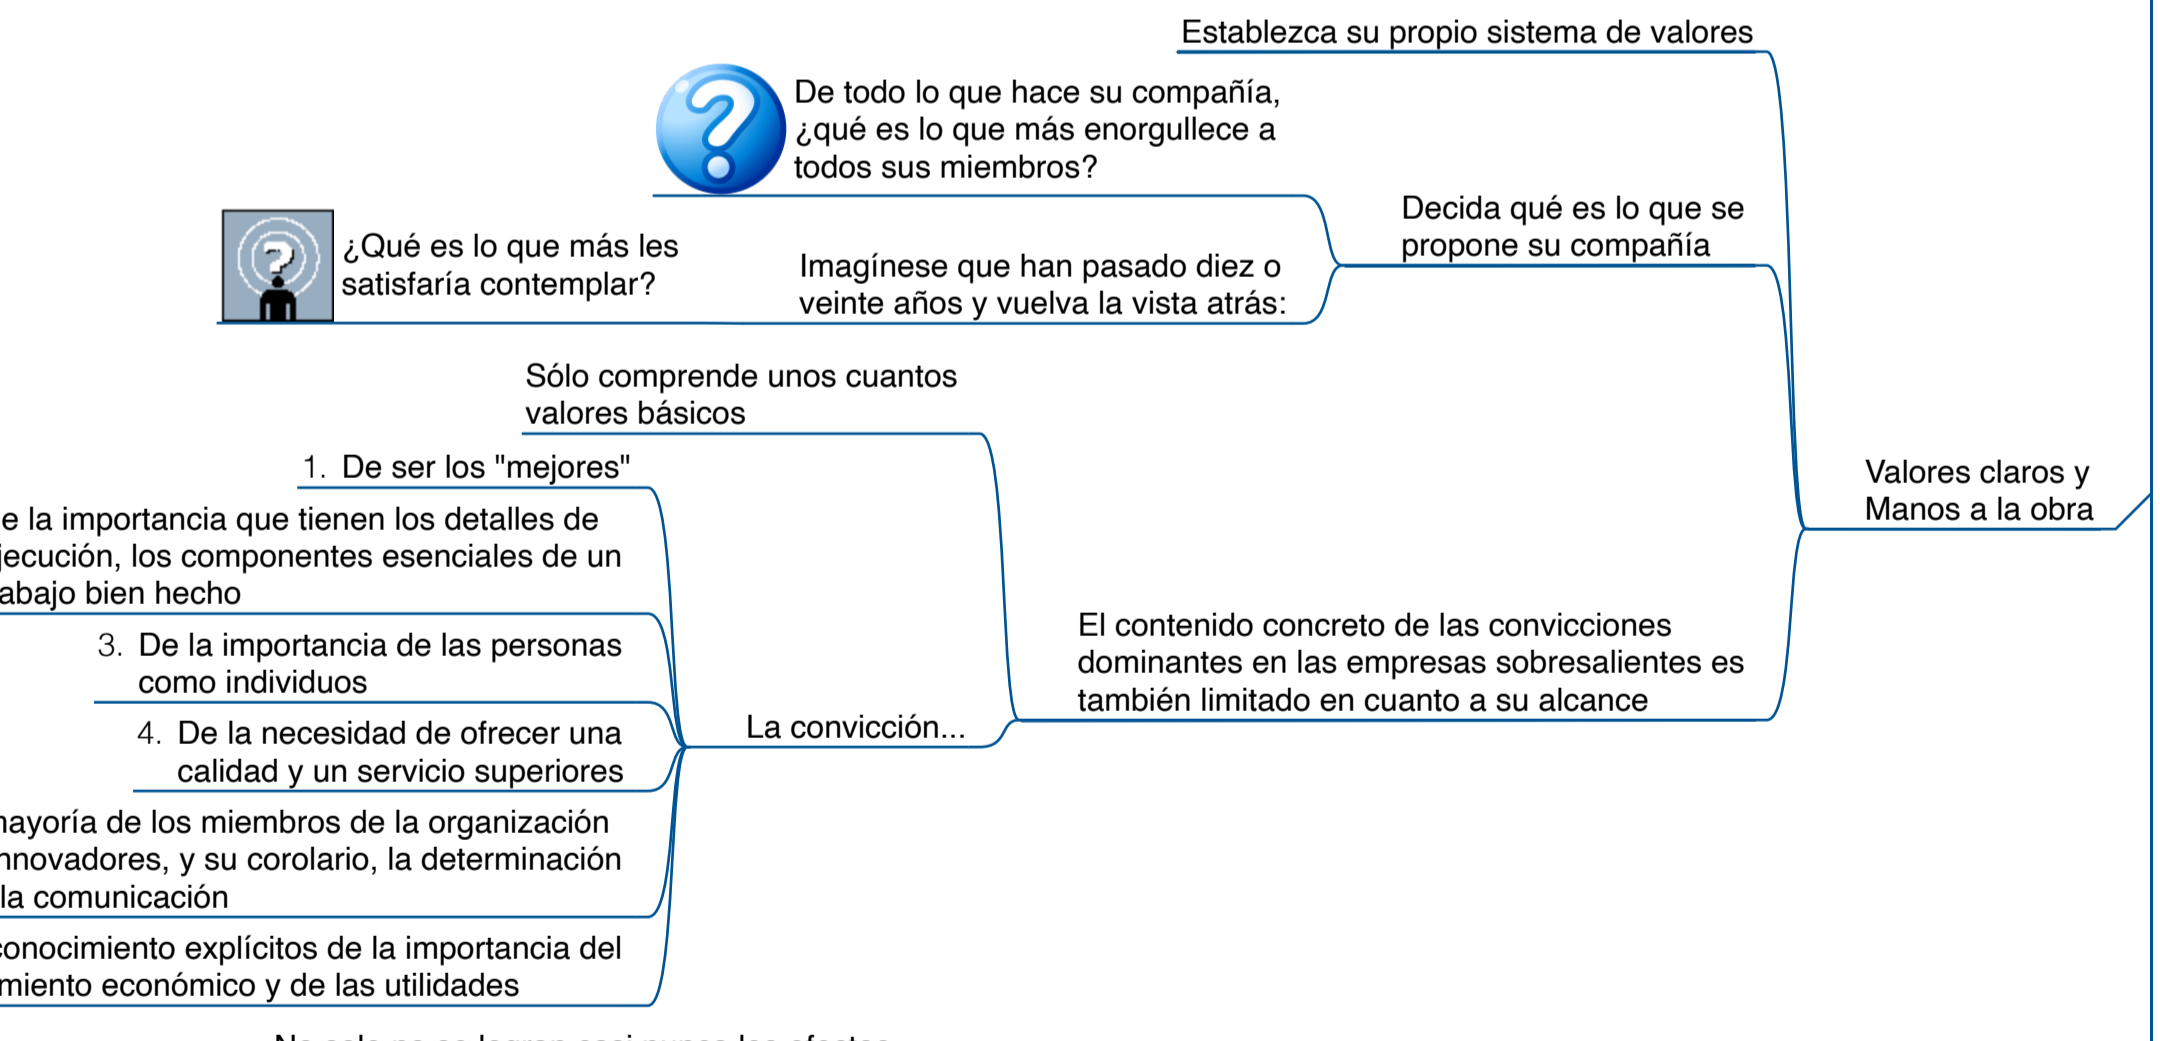 Establezca su propio sistema de valores
De todo lo que hace su compañía,
¿qué es lo que más enorgullece a
todos sus miembros?
Decida qué es lo que se
propone su compañía
¿Qué es lo que más les
satisfaría contemplar?
Imagínese que han pasado diez o
veinte años y vuelva la vista atrás:
Sólo comprende unos cuantos
valores básicos
1. De ser los "mejores"
e la importancia que tienen los detalles de
jecución, los componentes esenciales de un
abajo bien hecho
3. De la importancia de las personas
como individuos
4. De la necesidad de ofrecer una
calidad y un servicio superiores
mayoría de los miembros de la organización
nnovadores, y su corolario, la determinación
la comunicación
conocimiento explícitos de la importancia del
miento económico y de las utilidades
La convicción...
El contenido concreto de las convicciones
dominantes en las empresas sobresalientes es
también limitado en cuanto a su alcance
Valores claros y
Manos a la obra